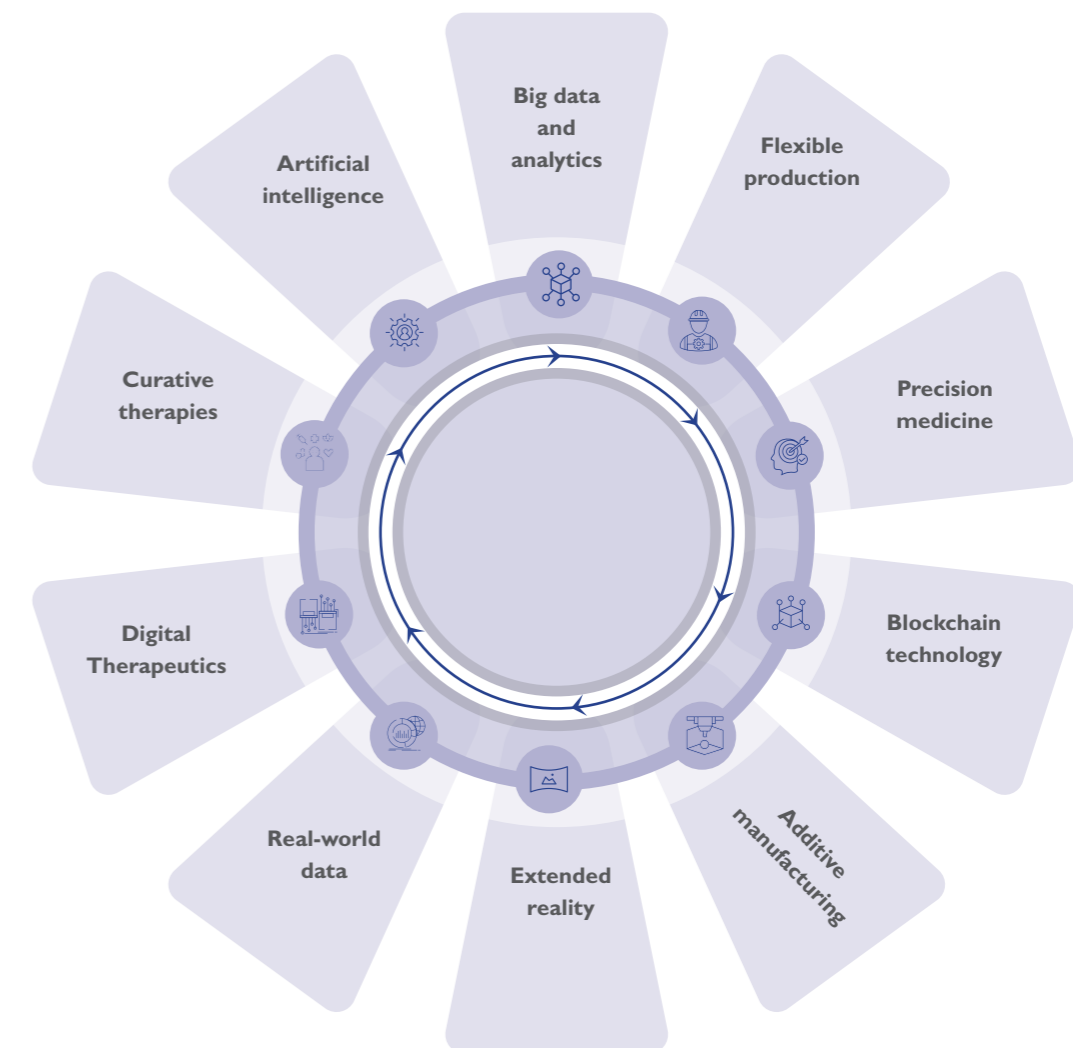 Big data
and
analytics
Flexible
production
Precision
medicine
Blockchain
technology
Additive
manufacturing
Extended
reality
Real-world
data
Digital
Therapeutics
Curative
therapies
Artificial
intelligence